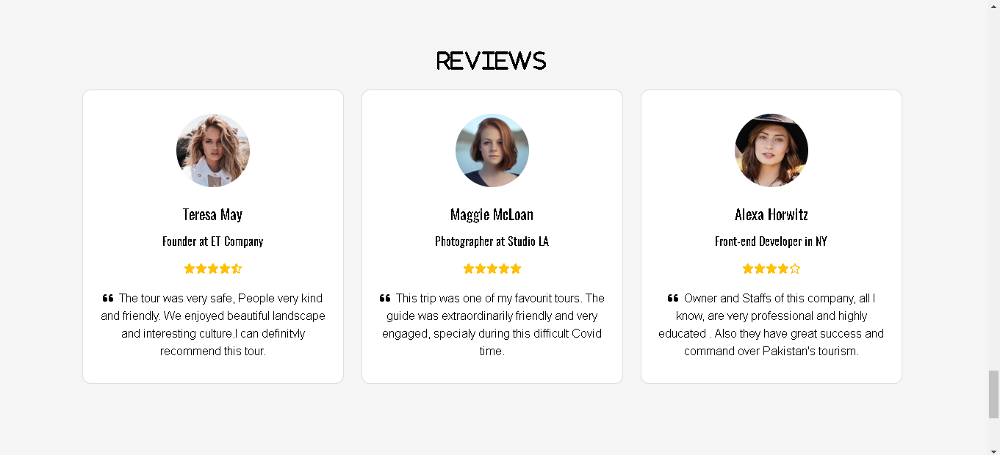 REVIEWS
Teresa May
Founder at ET Company
❝ The tour was very safe, People very kind
and friendly. We enjoyed beautiful landscape
and interesting culture.I can definitvly
recommend this tour.
Maggie McLoan
Photographer at Studio LA
❝ This trip was one of my favourit tours. The
guide was extraordinarily friendly and very
engaged, specialy during this difficult Covid
time.
Alexa Horwitz
Front-end Developer in NY
❝ Owner and Staffs of this company, all I
know, are very professional and highly
educated . Also they have great success and
command over Pakistan's tourism.